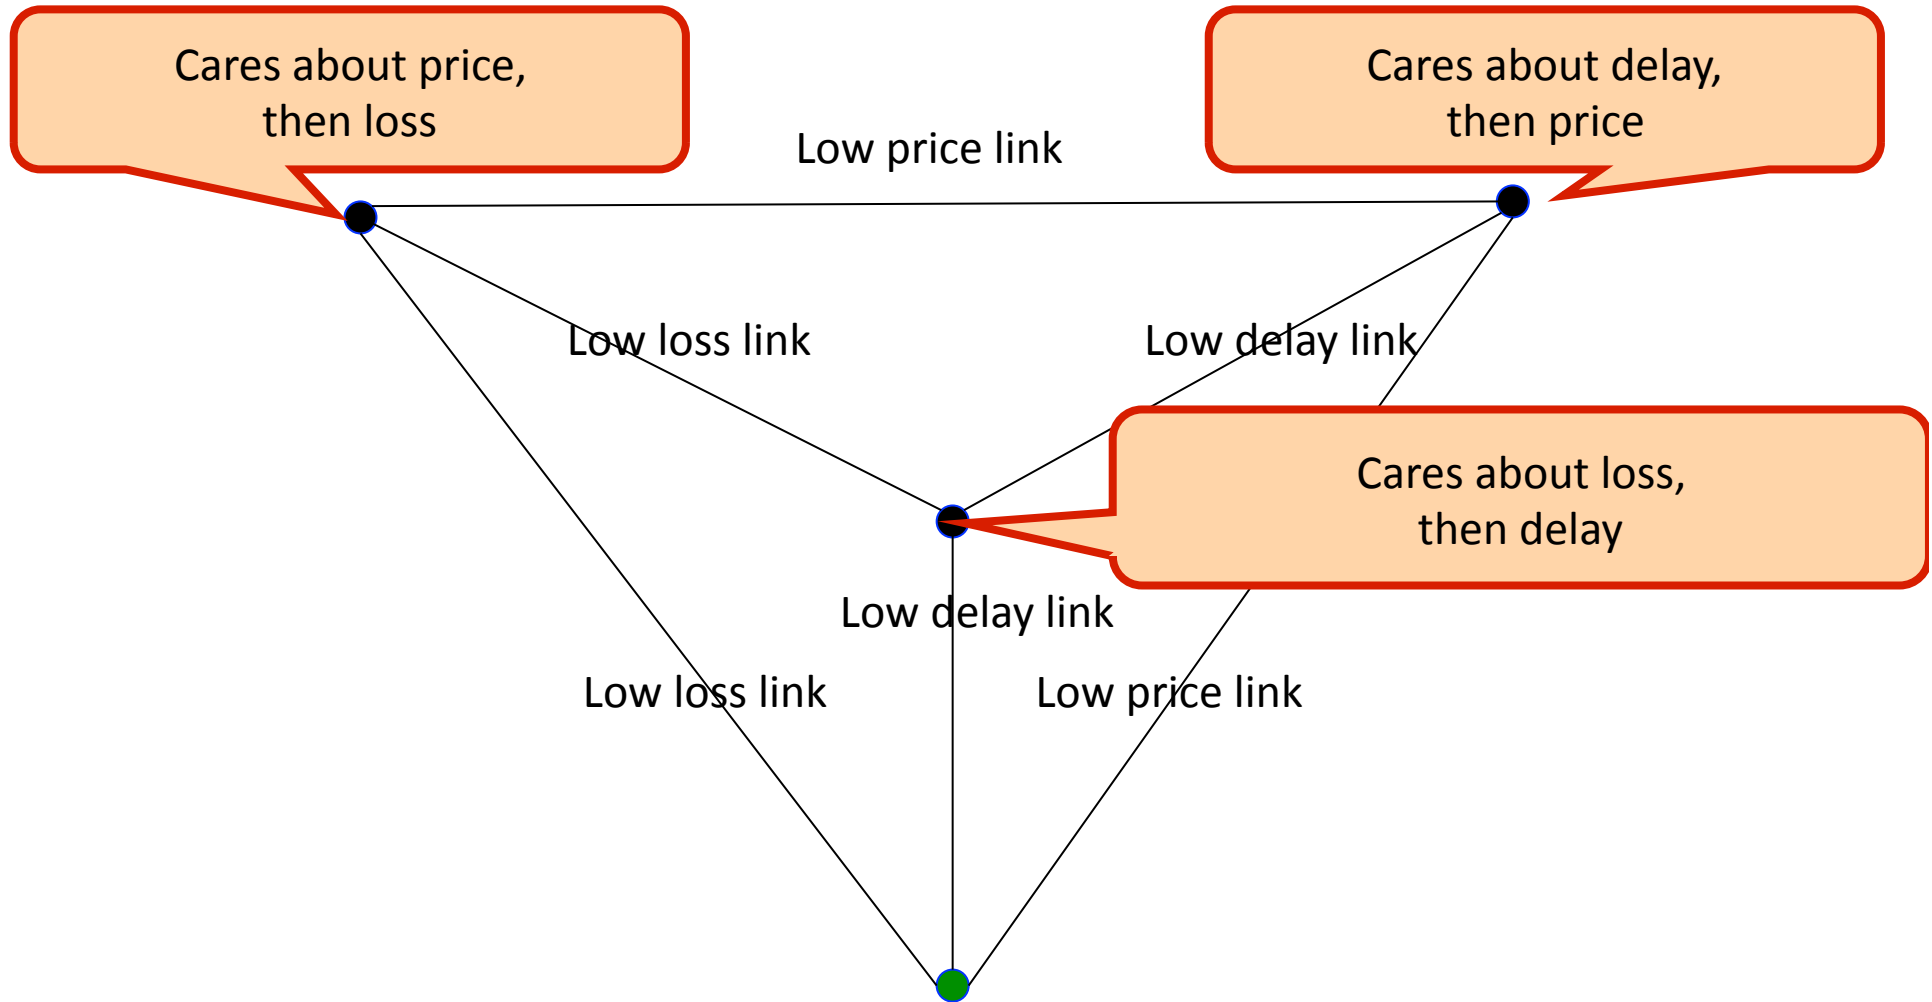 Cares about price,
then loss
Cares about delay,
then price
Low price link
Low loss link
Low delay link
Cares about loss,
then delay
Low delay link
Low loss link
Low price link